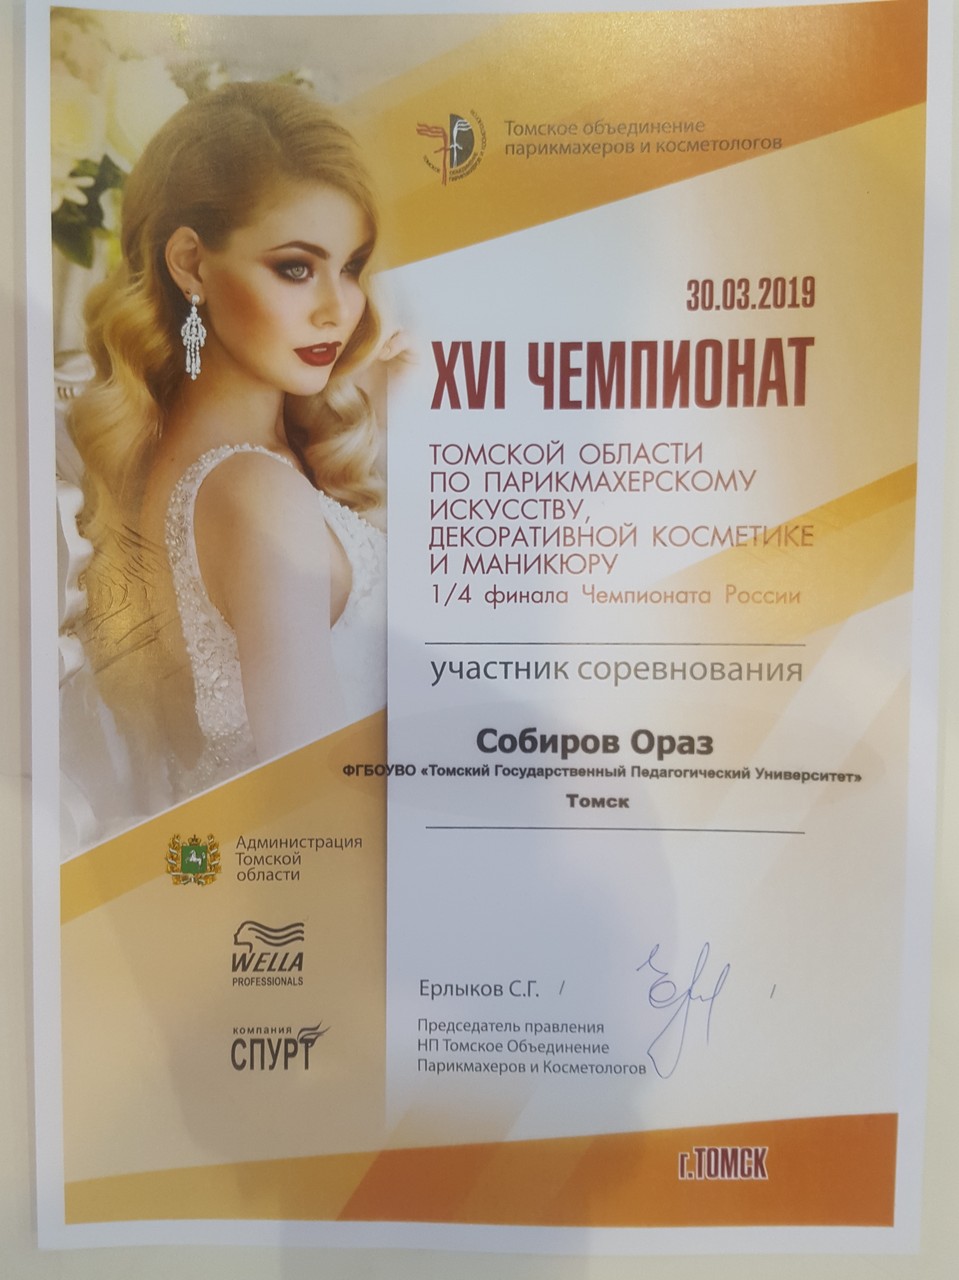 Томское объединение
парикмахеров и косметологов
30.03.2019
XVI ЧЕМПИОНАТ
ТОМСКОЙ ОБЛАСТИ
ПО ПАРИКМАХЕРСКОМУ
ИСКУССТВУ,
ДЕКОРАТИВНОЙ КОСМЕТИКЕ
И МАНИКЮРУ
1/4 финала Чемпионата России
участник соревнования
Собиров Ораз
ФГБОУВО «Томский Государственный Педагогический Университет»
Томск
Администрация
Томской
области
WELLA
PROFESSIONALS
компания
СПУРТ
Ерлыков С.Г. / /
Председатель правления
НП Томское Объединение
Парикмахеров и Косметологов
г.ТОМСК